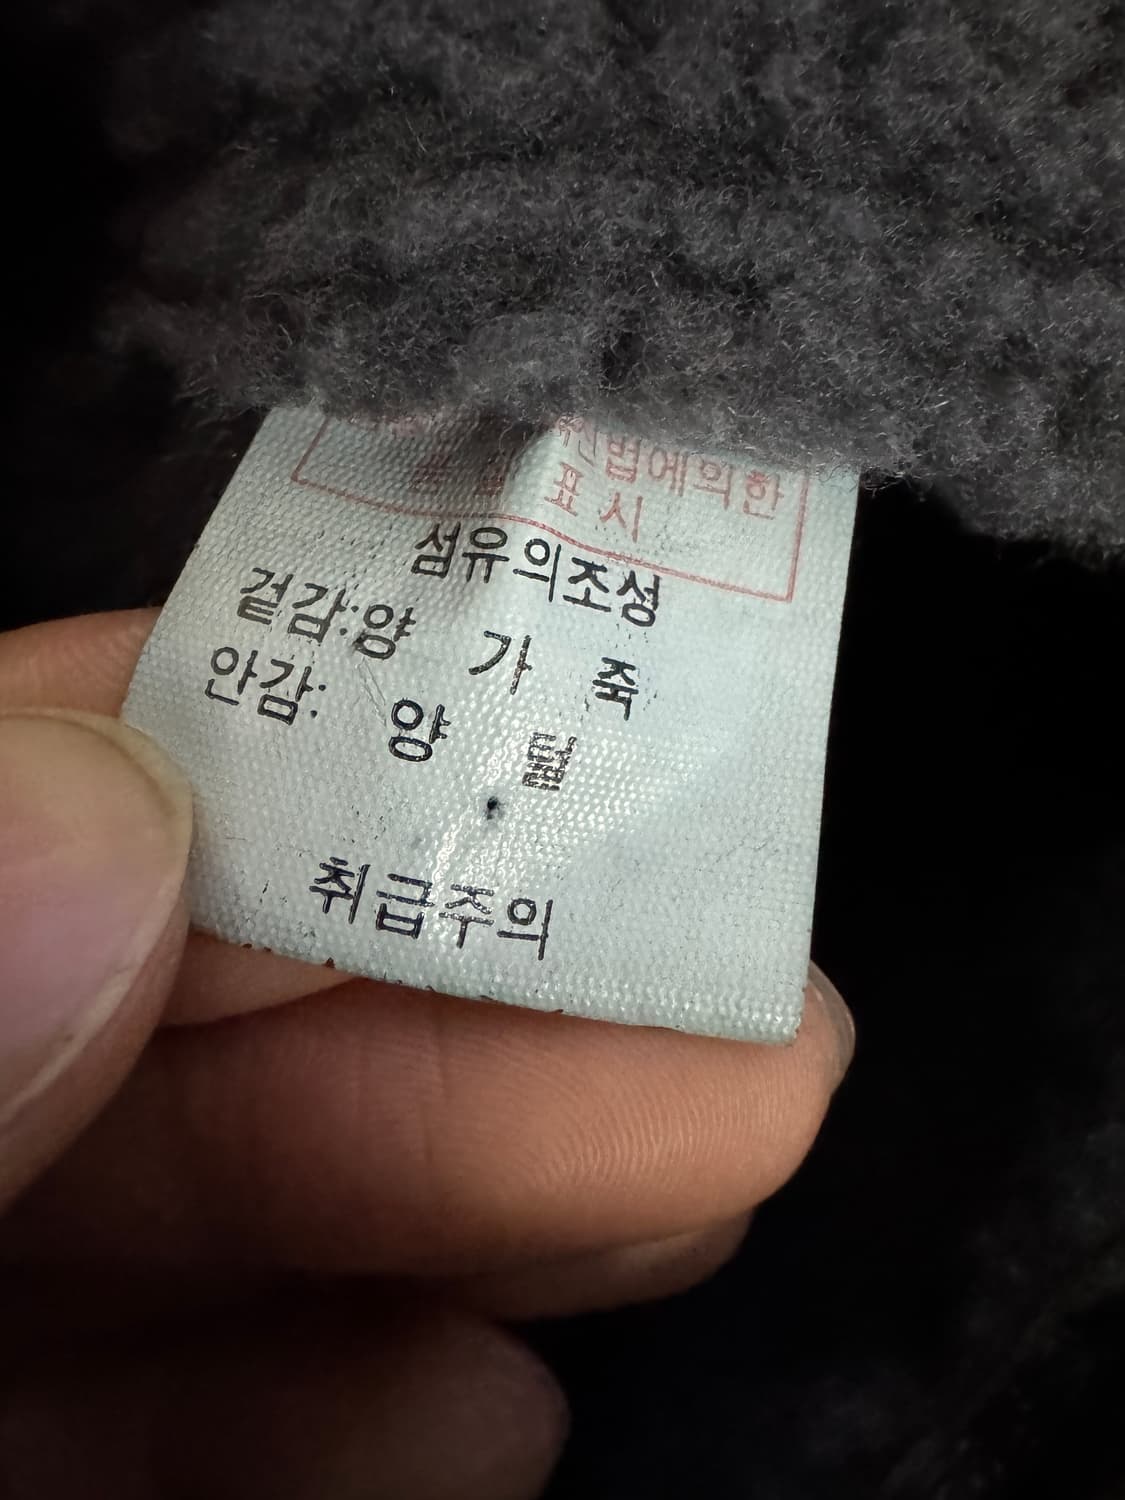 법에의한
표시
섬유의조성
겉감:양 가 죽
안감: 양 털
취급주의